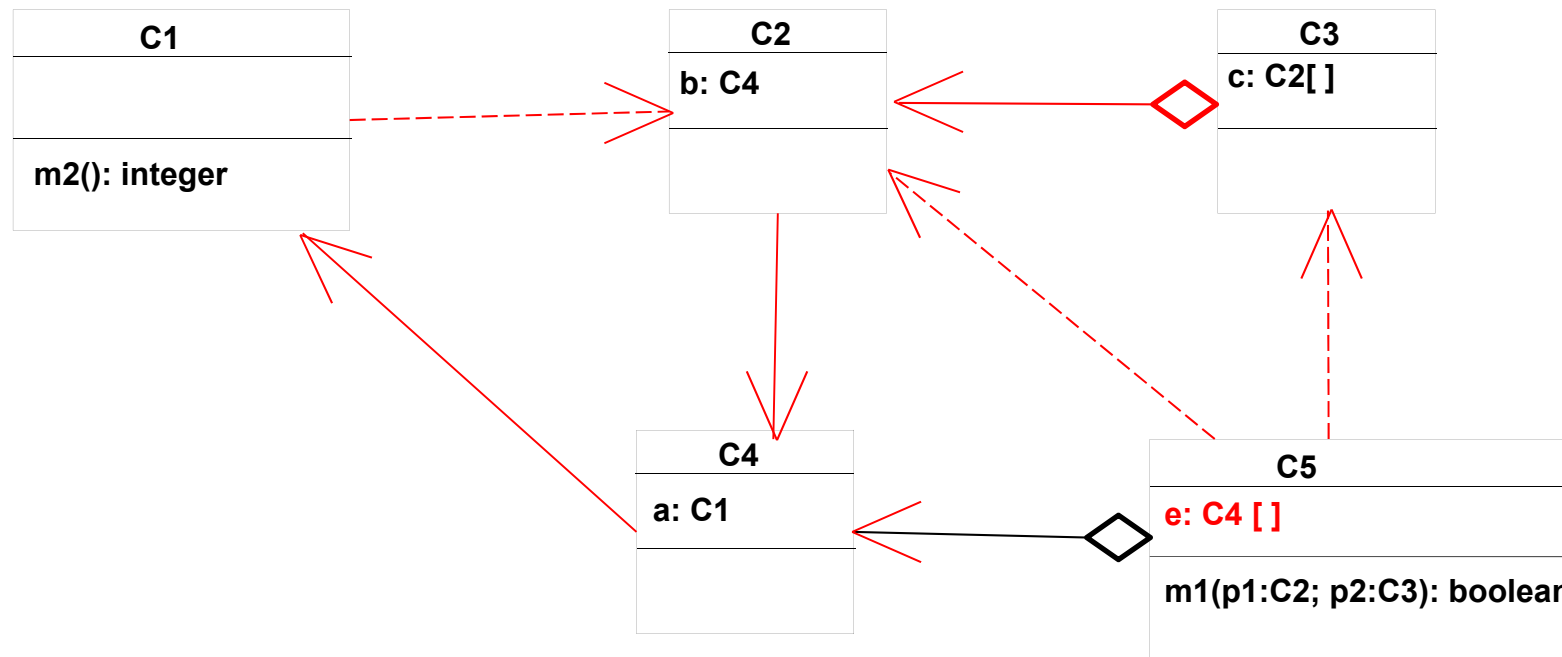 C1
m2(): integer
C2
b: C4
C3
c: C2[ ]
C4
a: C1
C5
e: C4 [ ]
m1(p1:C2; p2:C3): boolean